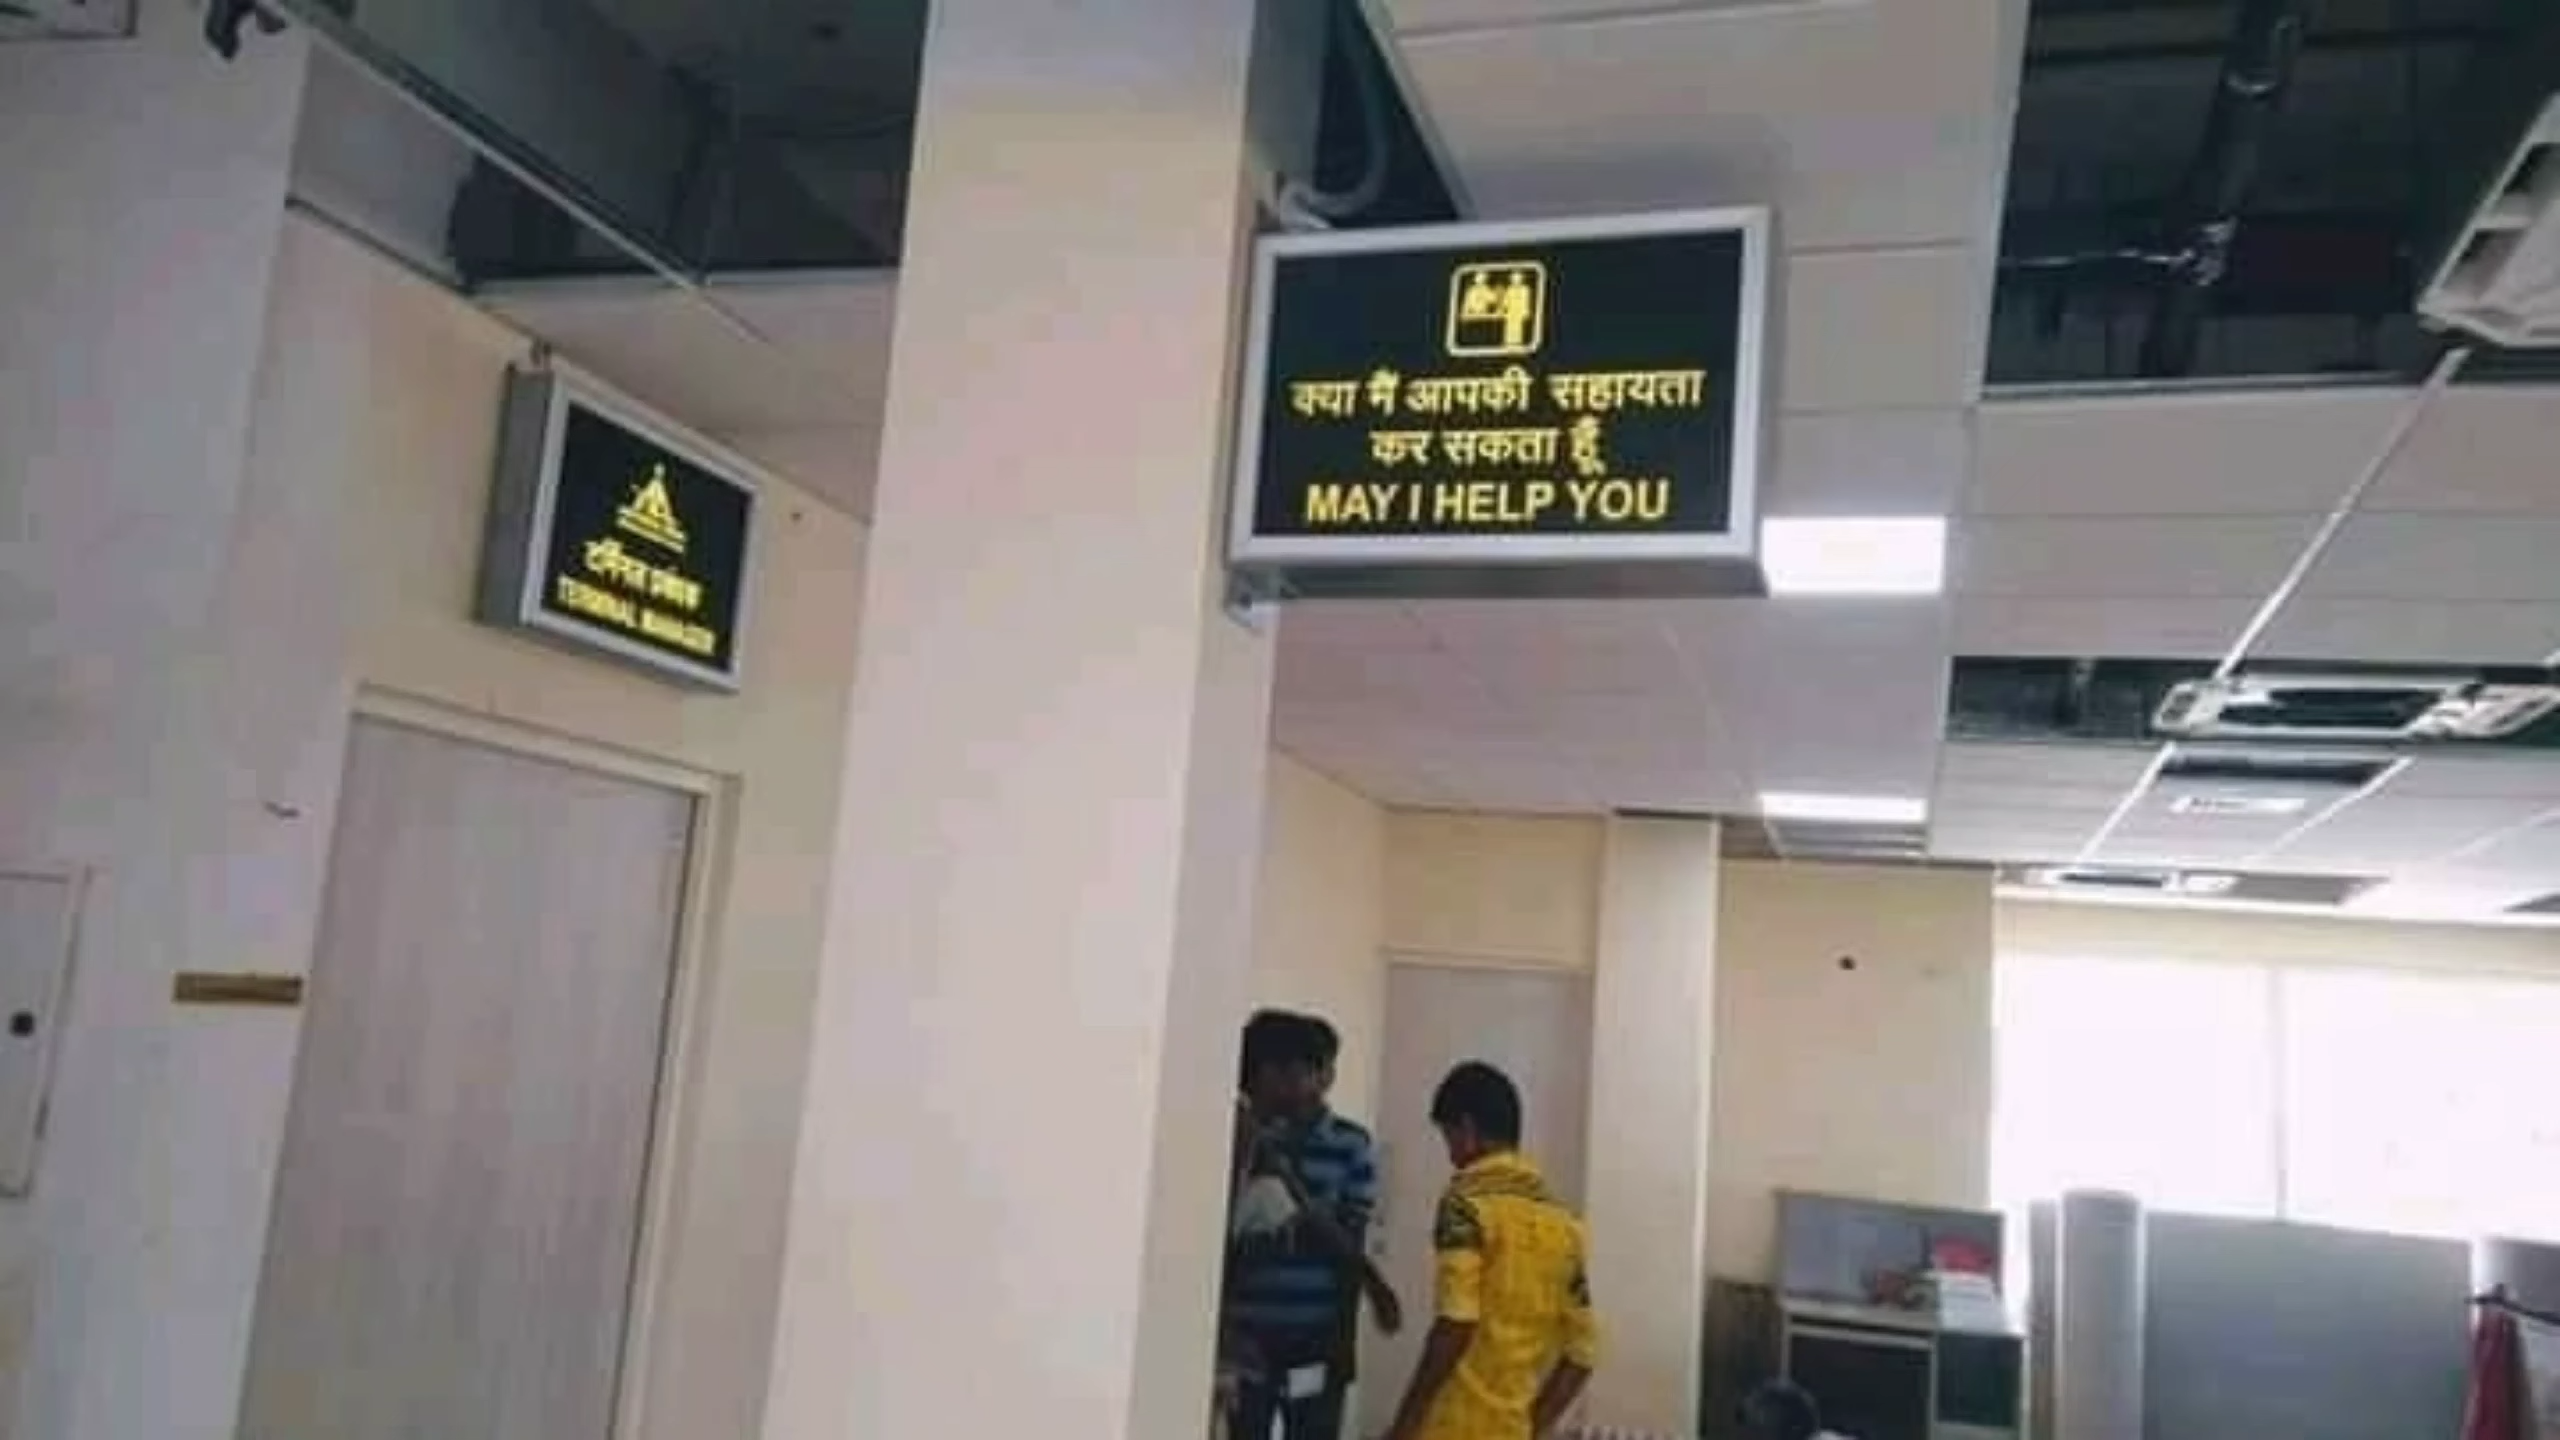 टर्मिनल प्रबंधक
TERMINAL MANAGER
क्या मैं आपकी सहायता
कर सकता हूँ
MAY I HELP YOU